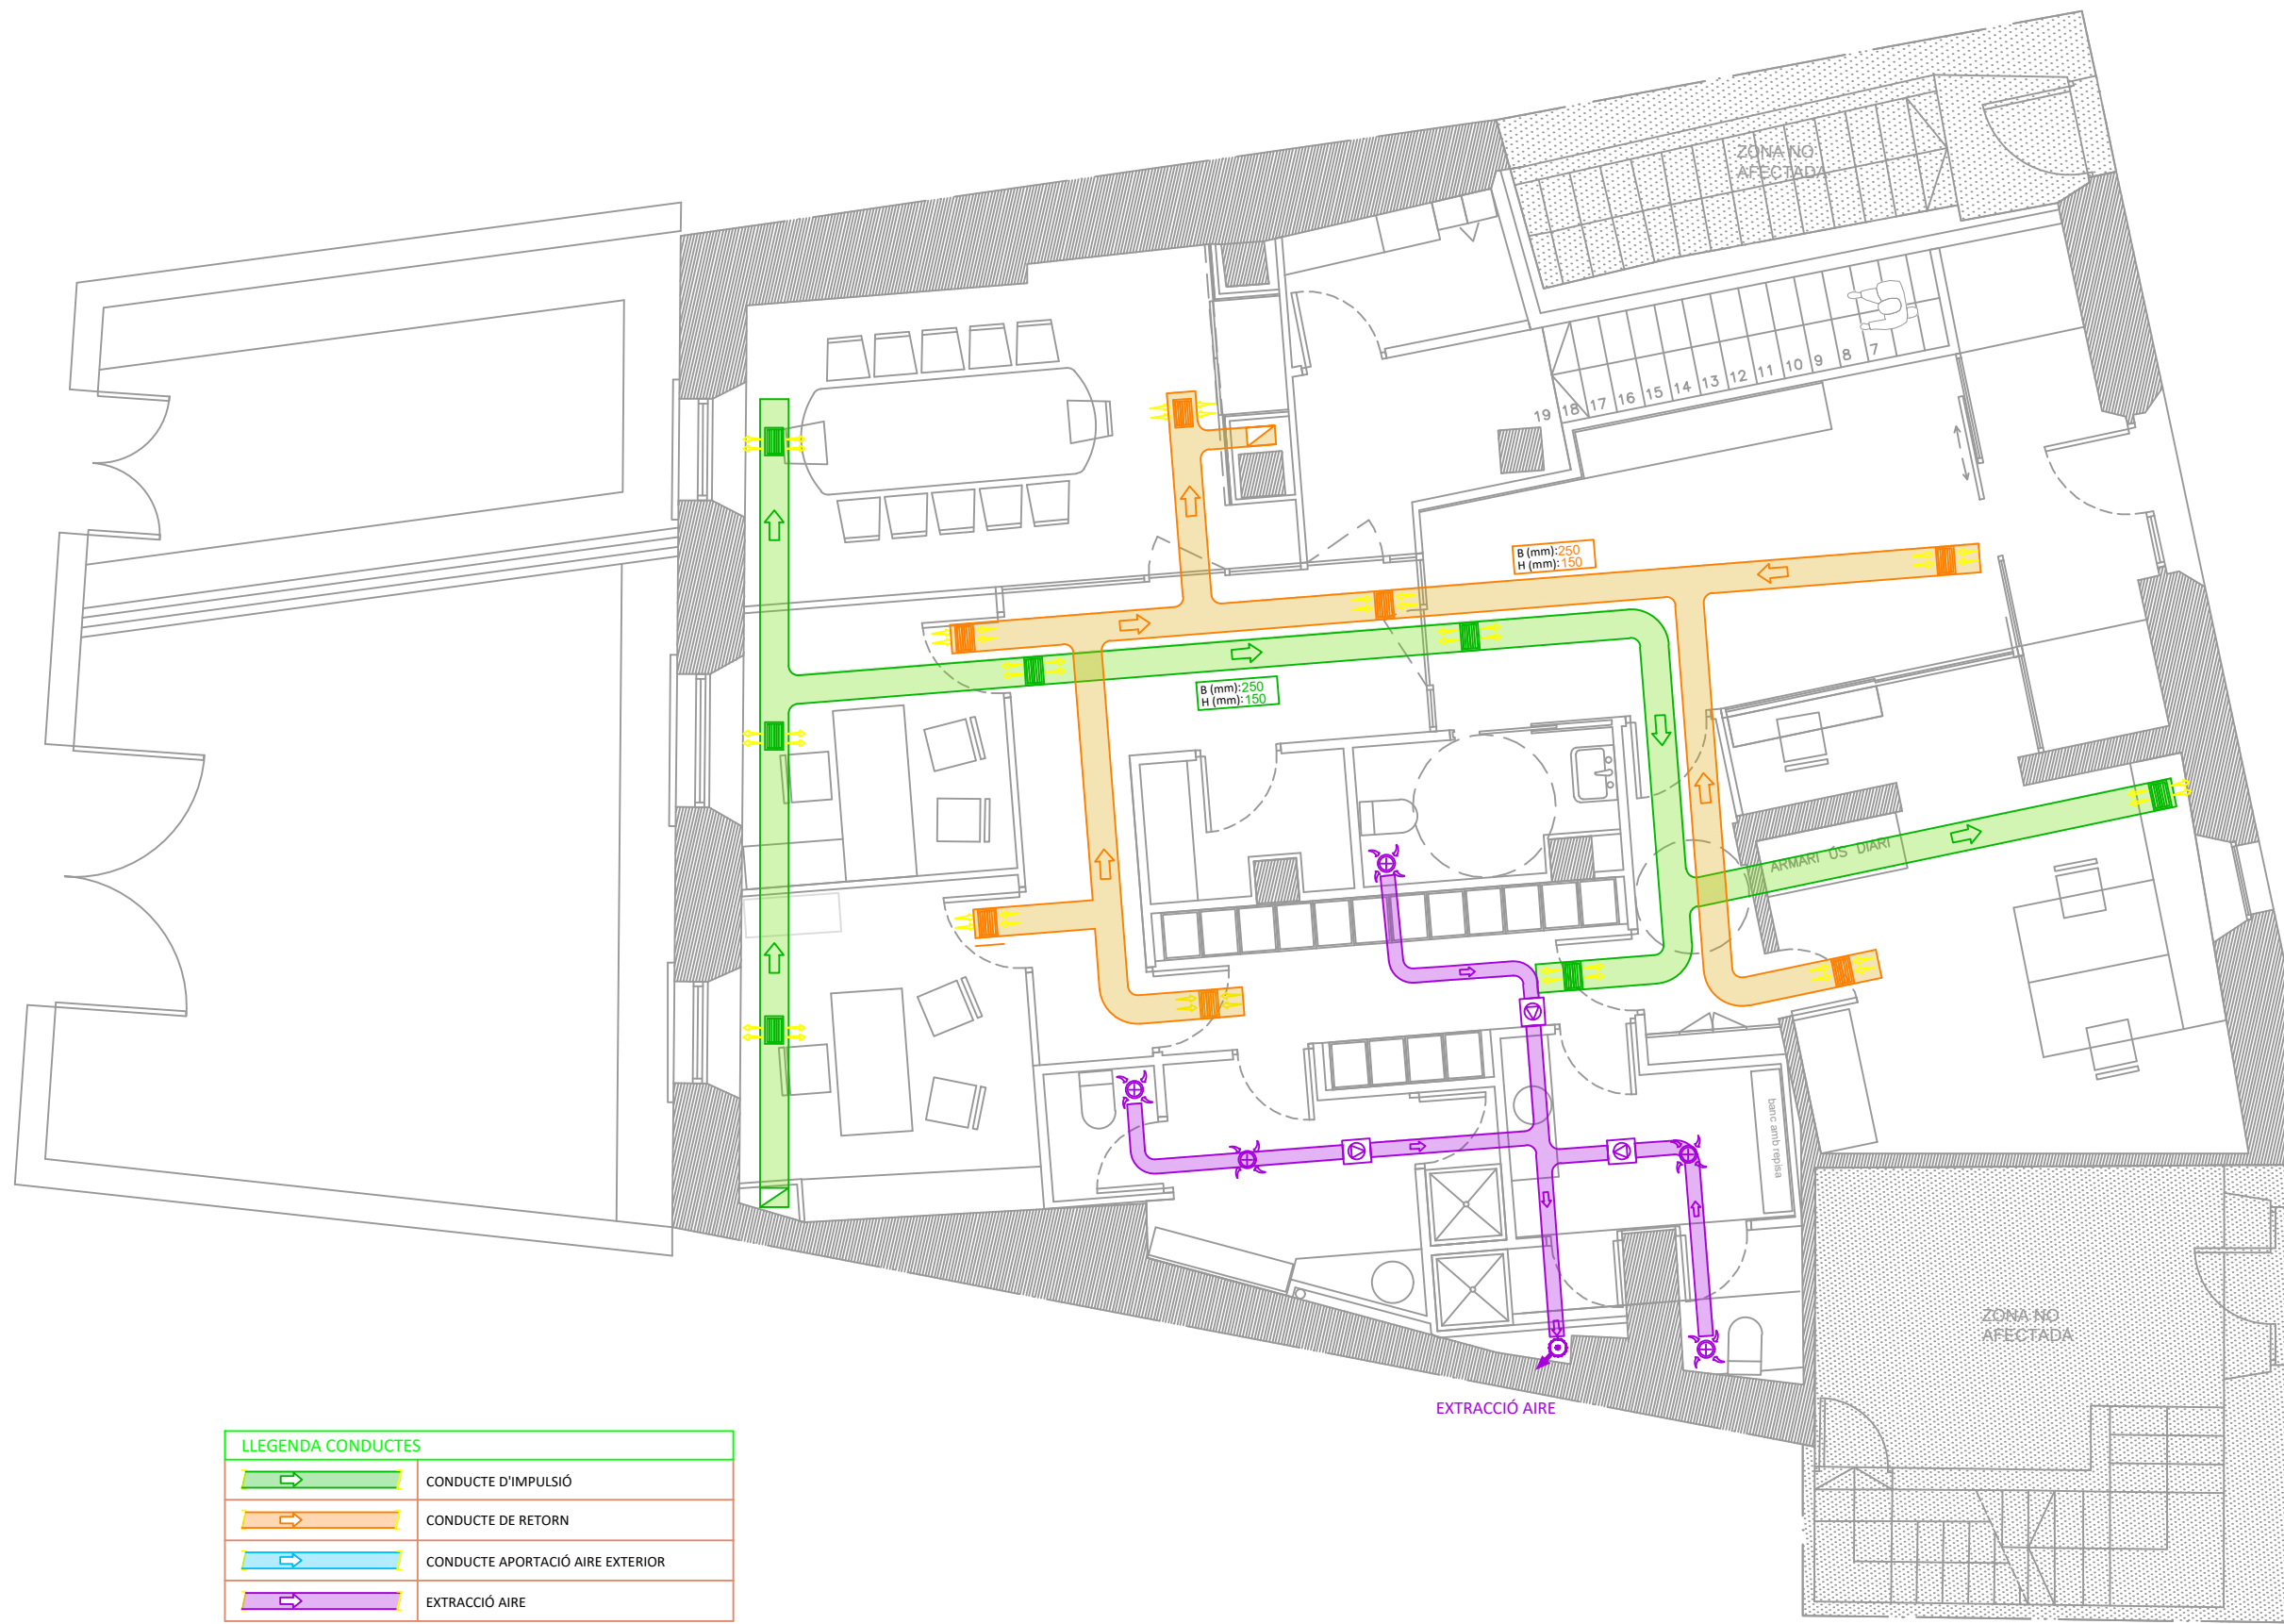 ZONA NO
AFECTADA
19 18 17 16 15 14 13 12 11 10 9 8 7
B (mm):250
H (mm):150
B (mm):250
H (mm):150
ARMARI ÚS DIARI
banc amb repisa
ZONA NO
AFECTADA
EXTRACCIÓ AIRE
LLEGENDA CONDUCTES
CONDUCTE D'IMPULSIÓ
CONDUCTE DE RETORN
CONDUCTE APORTACIÓ AIRE EXTERIOR
EXTRACCIÓ AIRE